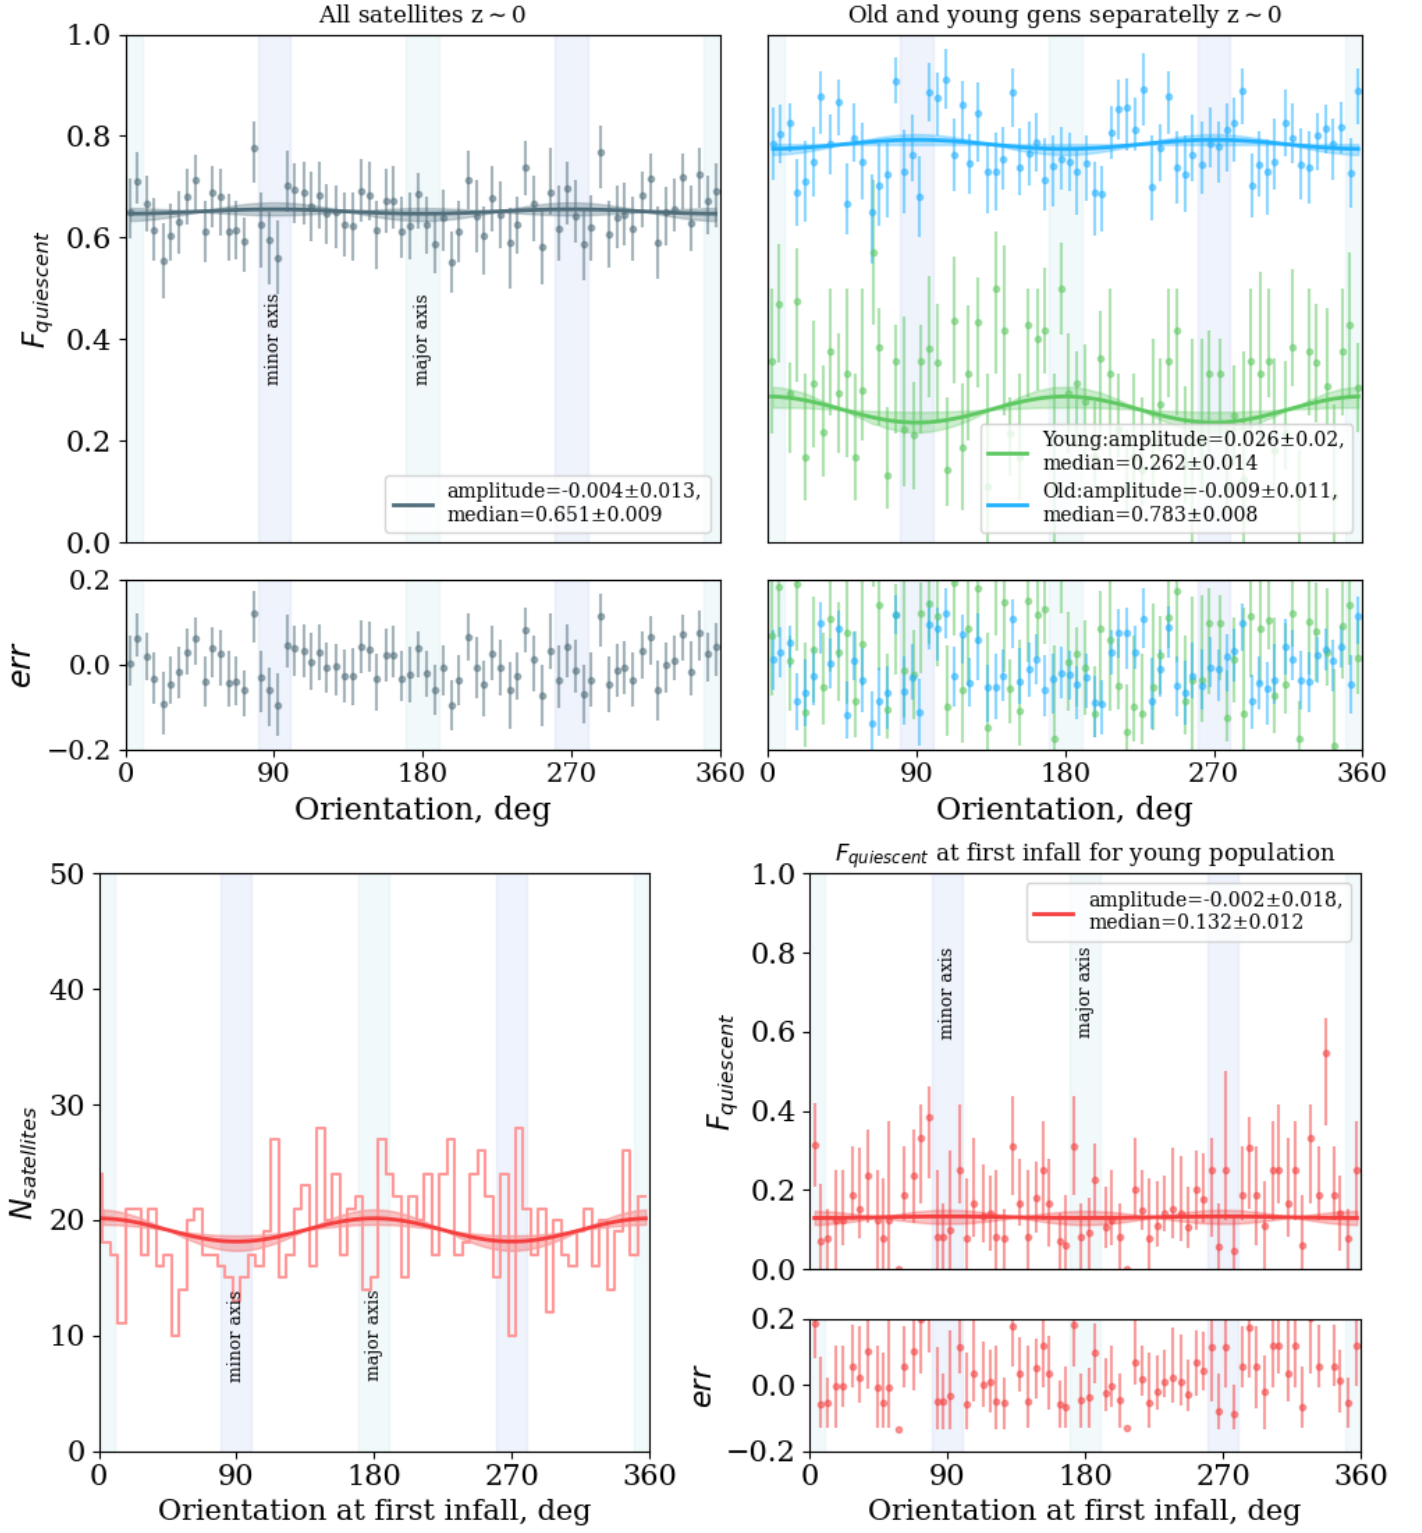 All satellites z ~ 0
Old and young gens separatelly z ~ 0
1.0
0.8
0.6
0.4
0.2
0.0
F_quiescent
minor axis
major axis
amplitude=-0.004±0.013,
median=0.651±0.009
Young:amplitude=0.026±0.02,
median=0.262±0.014
Old:amplitude=-0.009±0.011,
median=0.783±0.008
0.2
0.0
−0.2
err
0 90 180 270 360
Orientation, deg
0 90 180 270 360
Orientation, deg
50
40
30
20
10
0
N_satellites
minor axis
major axis
0 90 180 270 360
Orientation at first infall, deg
F_quiescent at first infall for young population
1.0
0.8
0.6
0.4
0.2
0.0
F_quiescent
minor axis
major axis
amplitude=-0.002±0.018,
median=0.132±0.012
0.2
0.0
−0.2
err
0 90 180 270 360
Orientation at first infall, deg